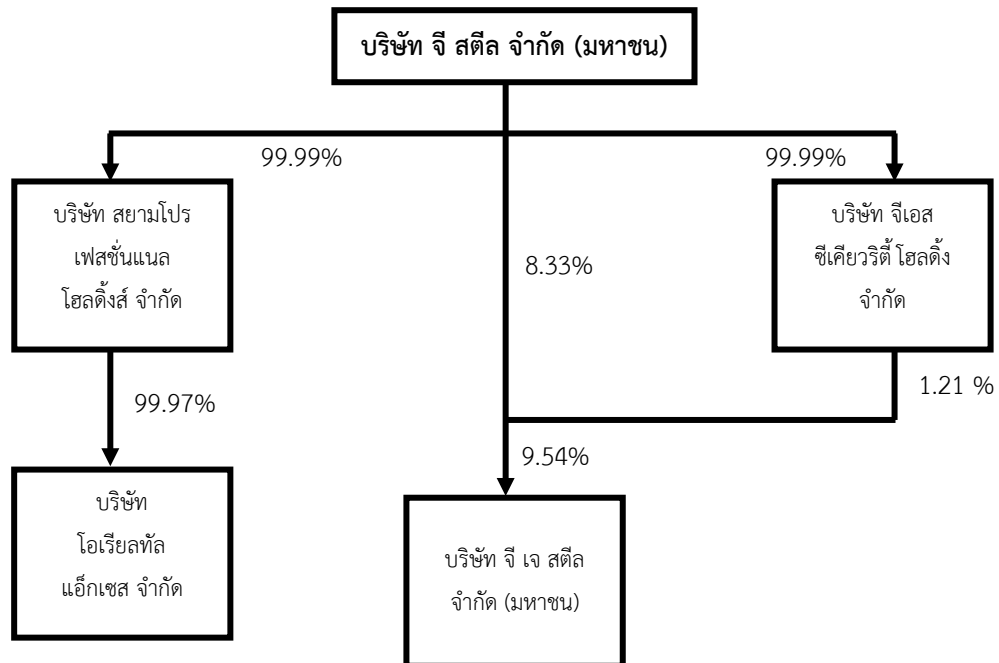 บริษัท จี สตีล จำกัด (มหาชน)
99.99%
99.99%
บริษัท สยามโปร
เฟสชั่นแนล
โฮลดิ้งส์ จำกัด
8.33%
บริษัท จีเอส
ซีเคียวริตี้ โฮลดิ้ง
จำกัด
99.97%
1.21 %
9.54%
บริษัท
โอเรียลทัล
แอ็กเซส จำกัด
บริษัท จี เจ สตีล
จำกัด (มหาชน)